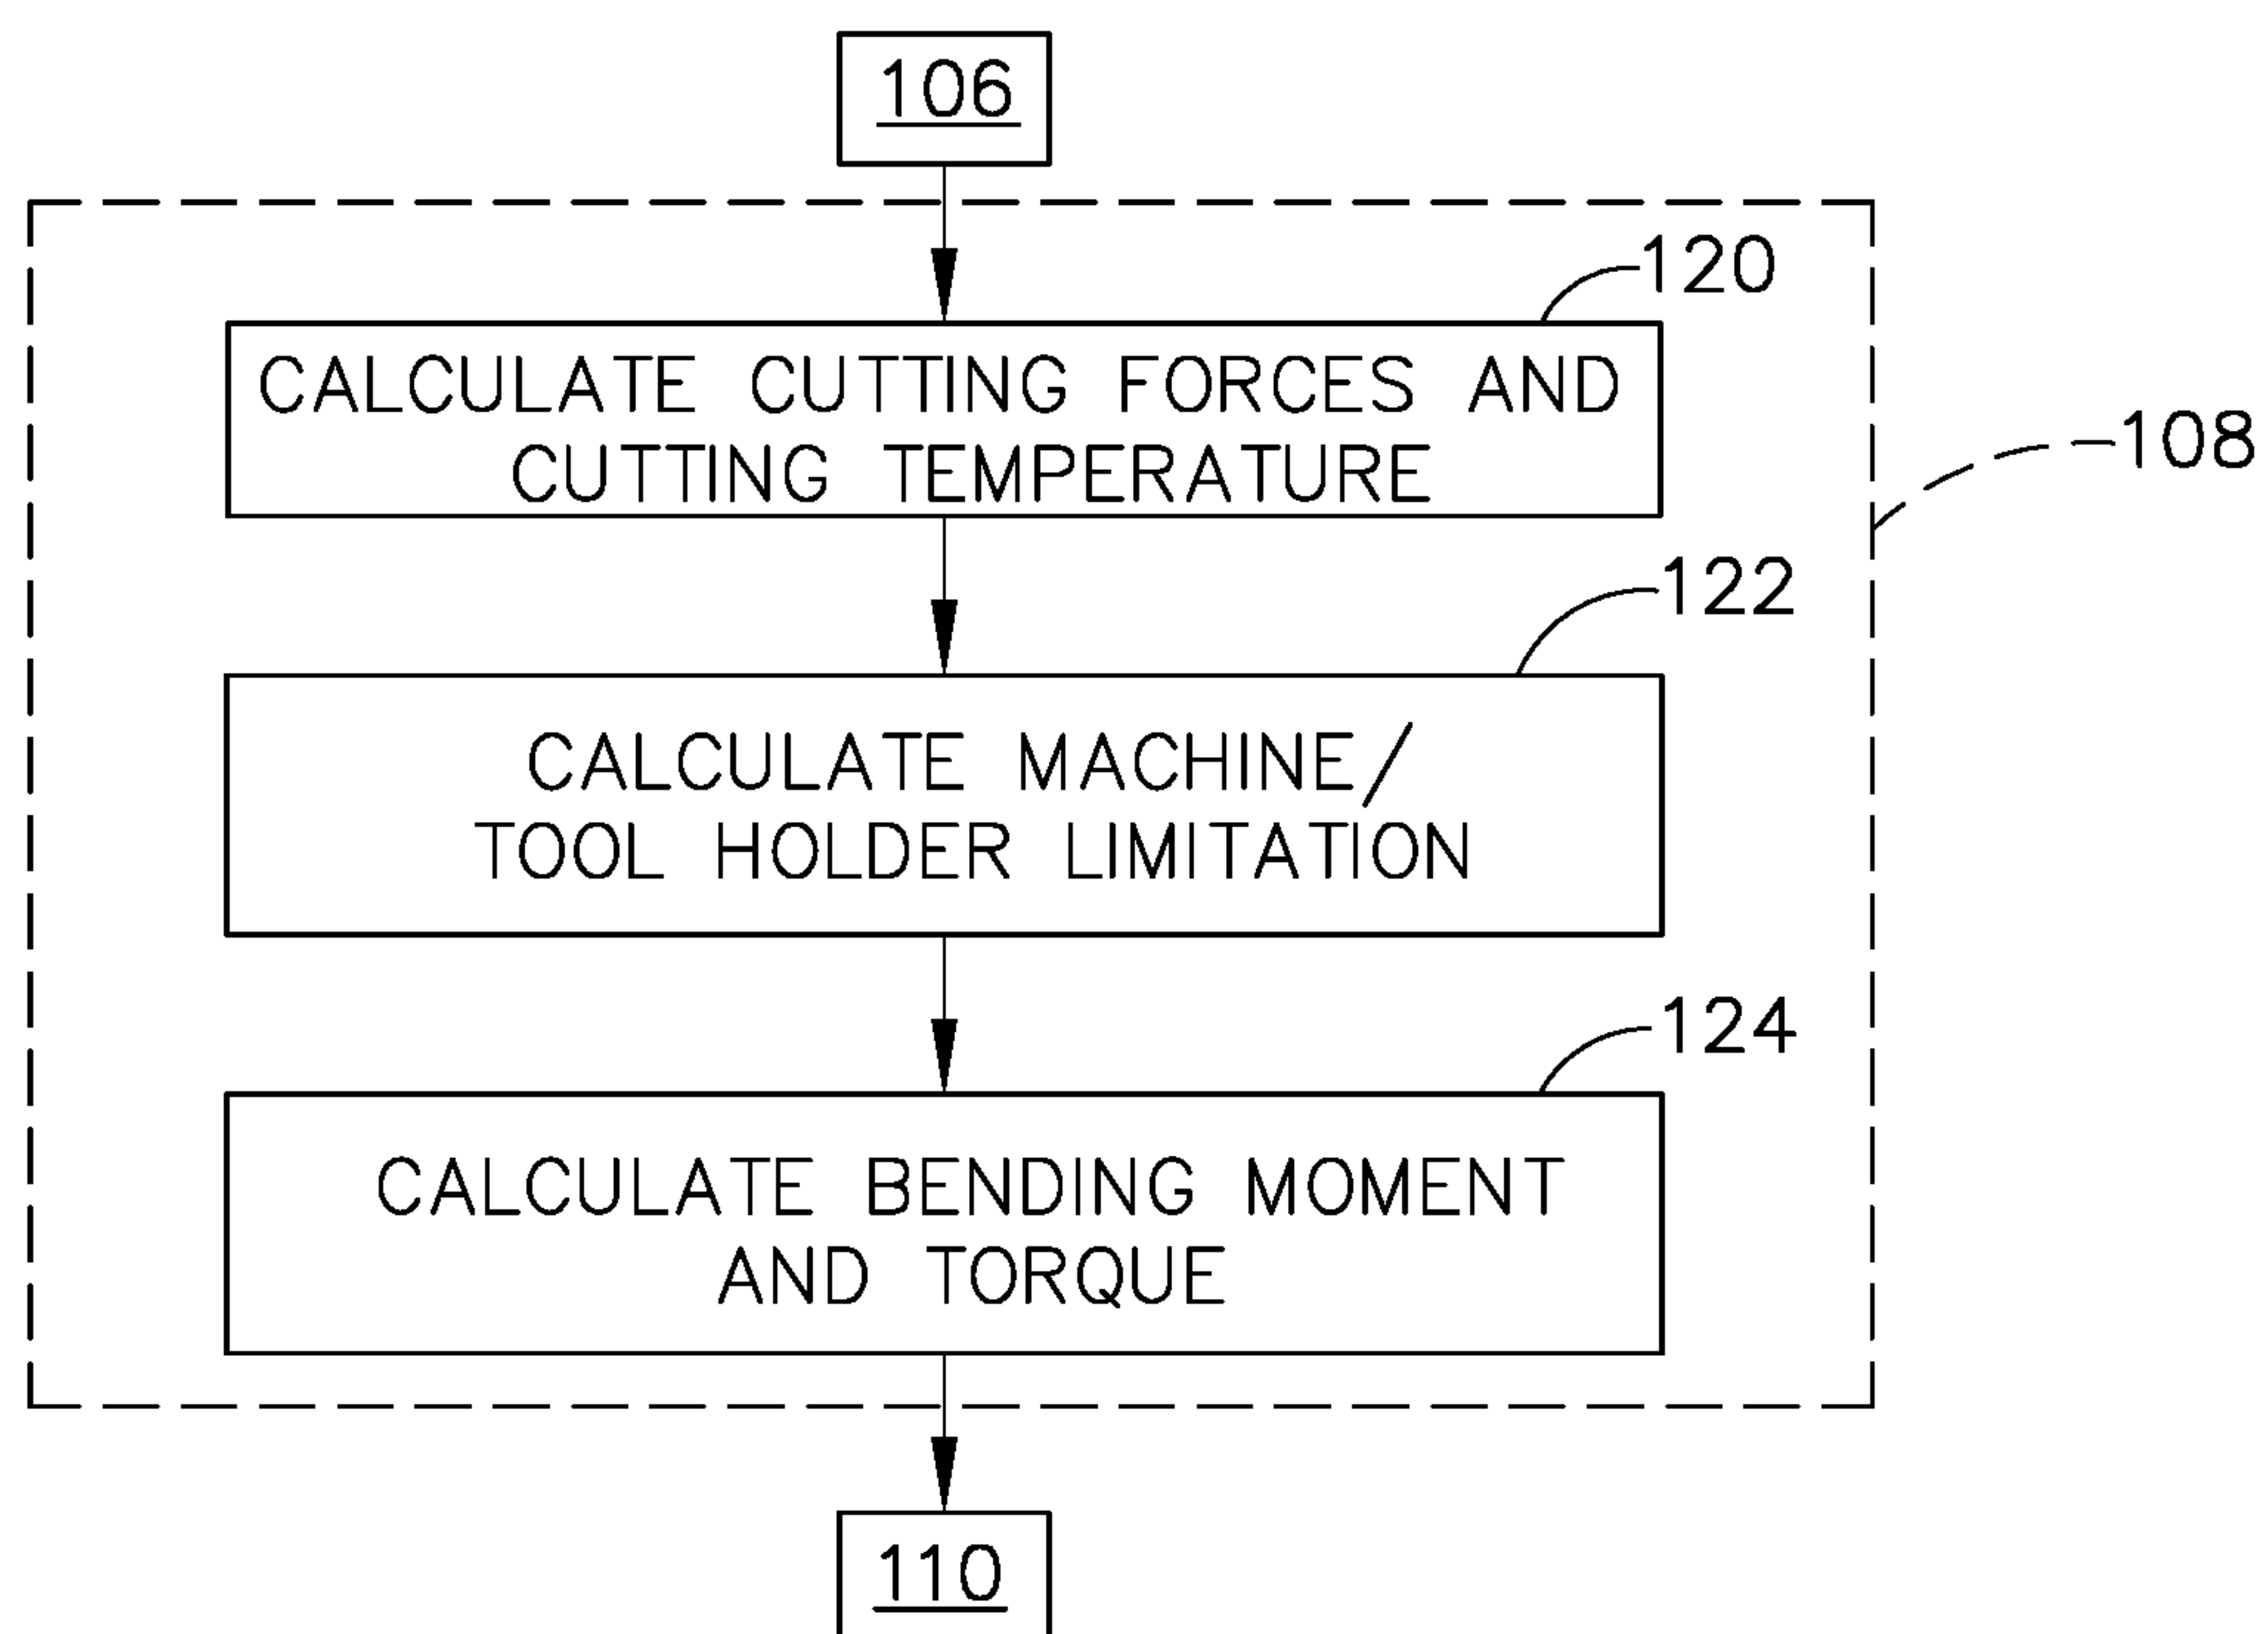 106
120
CALCULATE CUTTING FORCES AND
CUTTING TEMPERATURE
108
122
CALCULATE MACHINE/
TOOL HOLDER LIMITATION
124
CALCULATE BENDING MOMENT
AND TORQUE
110